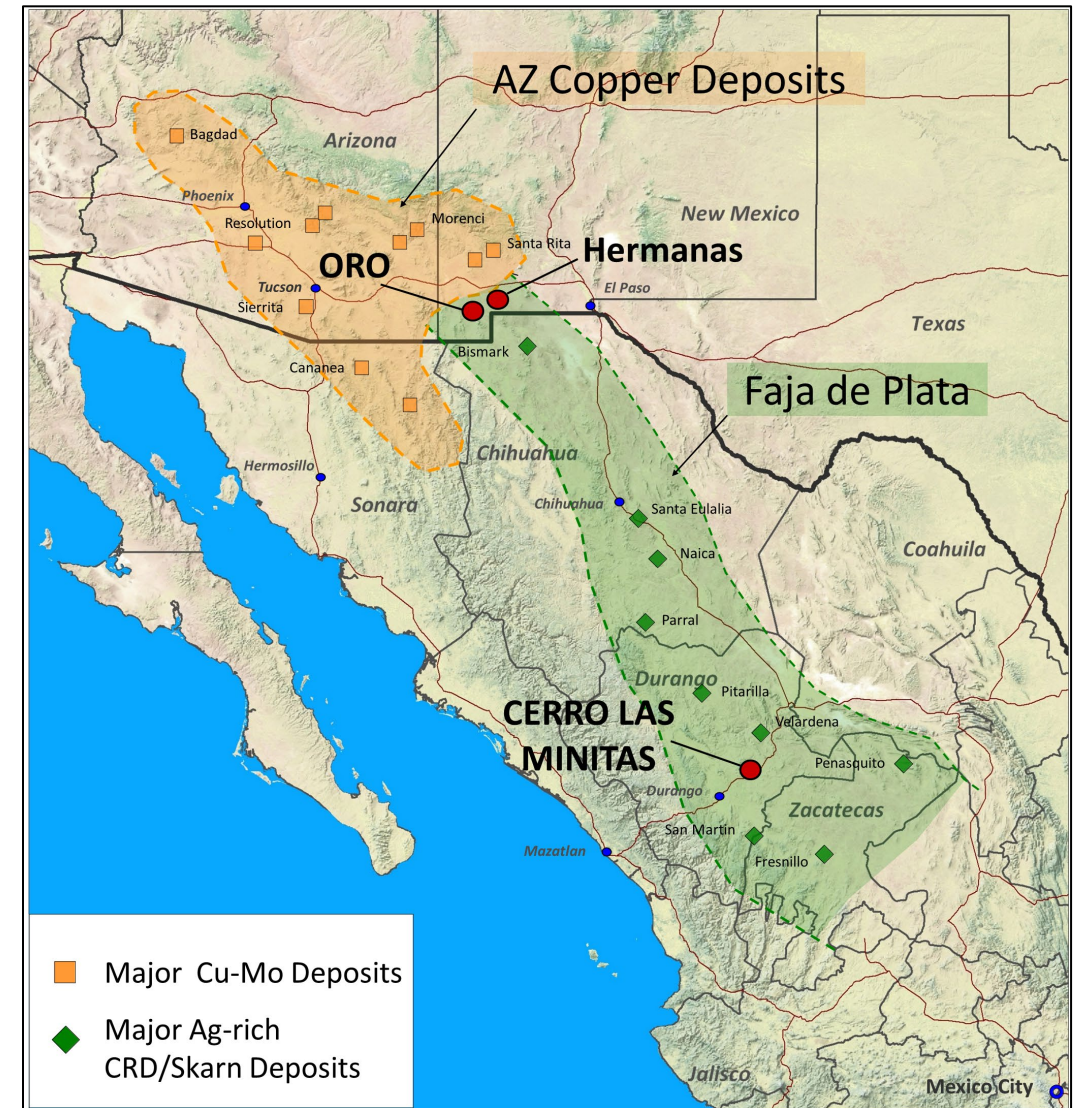 AZ Copper Deposits
Bagdad
Arizona
Phoenix
New Mexico
Resolution
Morenci
Santa Rita
Hermanas
ORO
Tucson
El Paso
Sierrita
Texas
Bismark
Cananea
Faja de Plata
Chihuahua
Hermosillo
Sonara
Chihuahua
Santa Eulalia
Naica
Coahuila
Parral
Durango
Pitarilla
CERRO LAS
MINITAS
Velardena
Penasquito
Durango
Zacatecas
San Martin
Mazatlan
Fresnillo
Major Cu-Mo Deposits
Major Ag-rich
CRD/Skarn Deposits
Jalisco
Mexico City